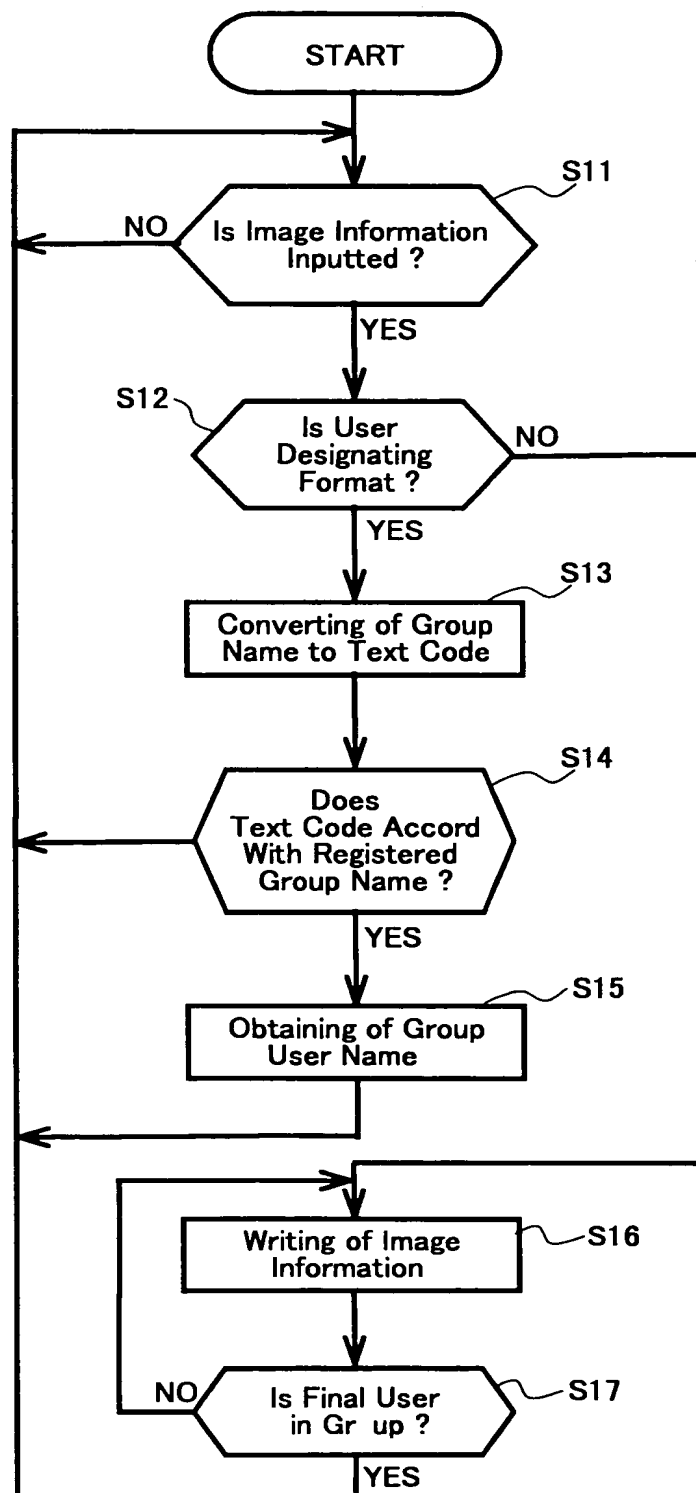 START
S11
NO
Is Image Information
Inputted ?
YES
S12
Is User
Designating
Format ?
NO
YES
S13
Converting of Group
Name to Text Code
S14
Does
Text Code Accord
With Registered
Group Name ?
YES
S15
Obtaining of Group
User Name
Writing of Image
Information
S16
NO
Is Final User
in Gr up ?
S17
YES